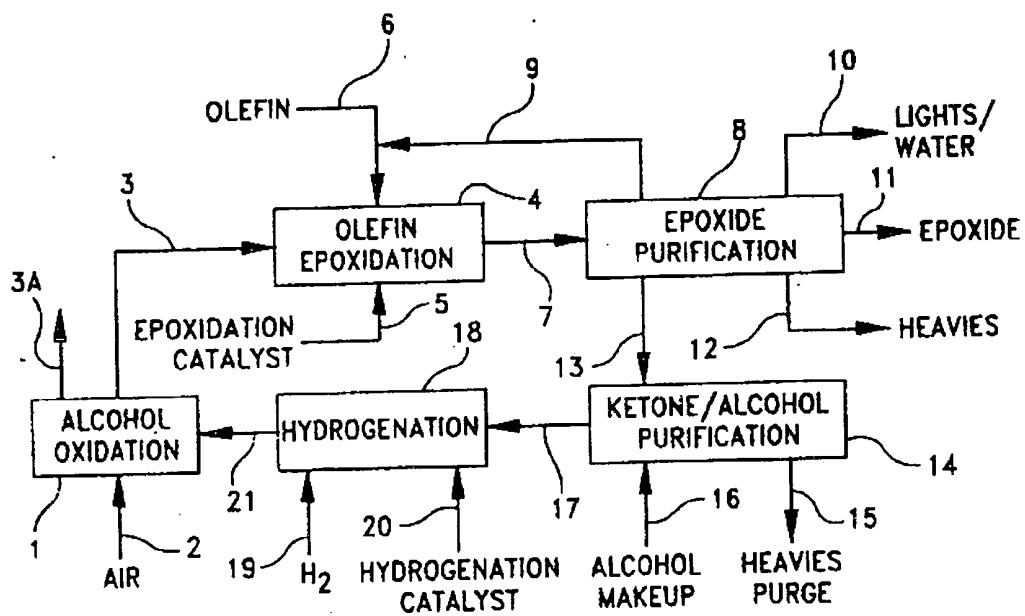 6
OLEFIN
9
10
LIGHTS/
WATER
8
3
4
11
OLEFIN
EPOXIDATION
EPOXIDE
PURIFICATION
EPOXIDE
3A
5
7
EPOXIDATION
CATALYST
18
13
12
HEAVIES
ALCOHOL
OXIDATION
HYDROGENATION
KETONE/ALCOHOL
PURIFICATION
14
21
17
1
2
19
20
16
15
AIR
H2
HYDROGENATION
CATALYST
ALCOHOL
MAKEUP
HEAVIES
PURGE